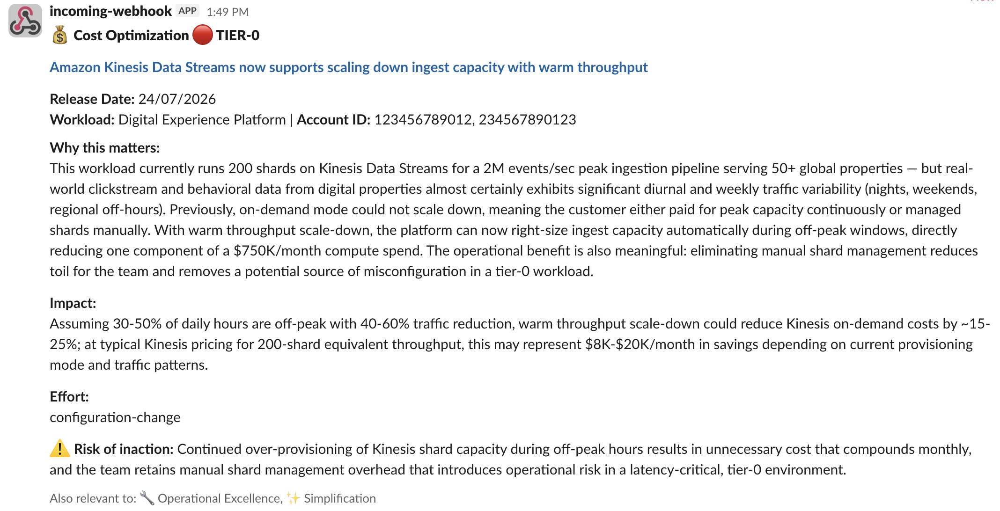 incoming-webhook APP 1:49 PM
Cost Optimization TIER-0
Amazon Kinesis Data Streams now supports scaling down ingest capacity with warm throughput
Release Date: 24/07/2026
Workload: Digital Experience Platform | Account ID: 123456789012, 234567890123
Why this matters:
This workload currently runs 200 shards on Kinesis Data Streams for a 2M events/sec peak ingestion pipeline serving 50+ global properties — but real-
world clickstream and behavioral data from digital properties almost certainly exhibits significant diurnal and weekly traffic variability (nights, weekends,
regional off-hours). Previously, on-demand mode could not scale down, meaning the customer either paid for peak capacity continuously or managed
shards manually. With warm throughput scale-down, the platform can now right-size ingest capacity automatically during off-peak windows, directly
reducing one component of a $750K/month compute spend. The operational benefit is also meaningful: eliminating manual shard management reduces
toil for the team and removes a potential source of misconfiguration in a tier-0 workload.
Impact:
Assuming 30-50% of daily hours are off-peak with 40-60% traffic reduction, warm throughput scale-down could reduce Kinesis on-demand costs by ~15-
25%; at typical Kinesis pricing for 200-shard equivalent throughput, this may represent $8K-$20K/month in savings depending on current provisioning
mode and traffic patterns.
Effort:
configuration-change
Risk of inaction: Continued over-provisioning of Kinesis shard capacity during off-peak hours results in unnecessary cost that compounds monthly,
and the team retains manual shard management overhead that introduces operational risk in a latency-critical, tier-0 environment.
Also relevant to: Operational Excellence, Simplification